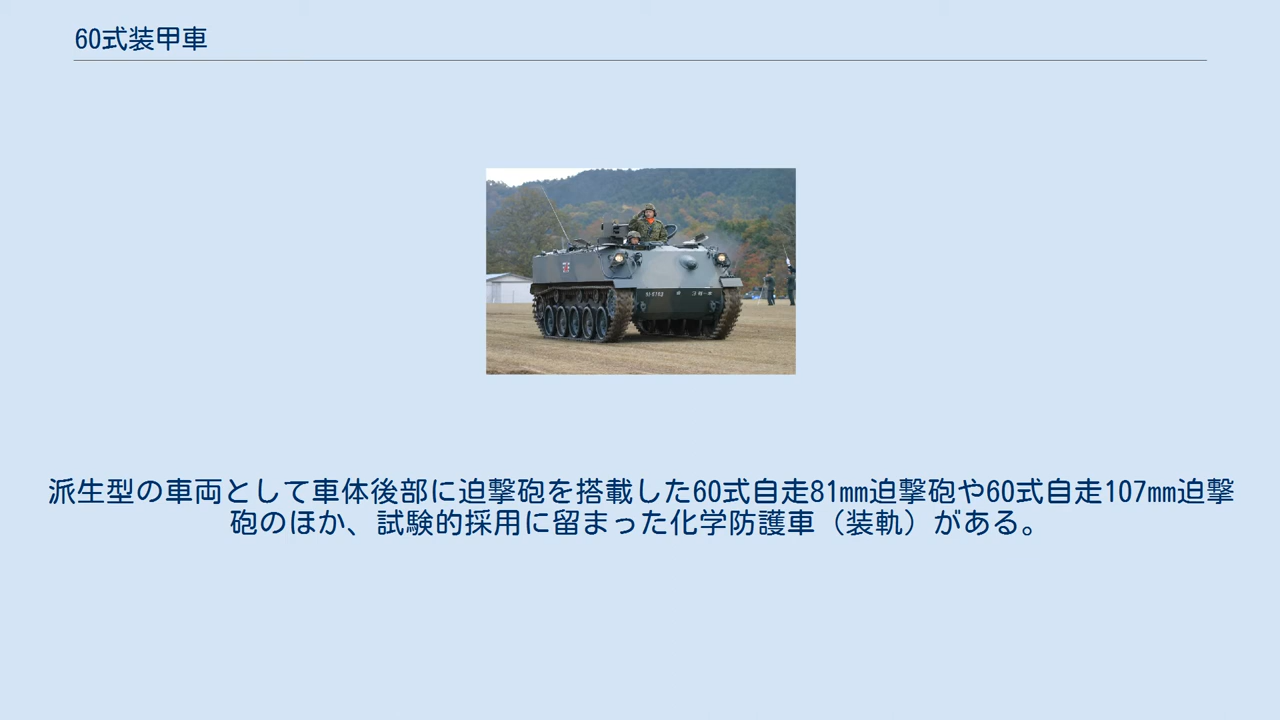 60式装甲車
派生型の車両として車体後部に迫撃砲を搭載した60式自走81mm迫撃砲や60式自走107mm迫撃
砲のほか、試験的採用に留まった化学防護車（装軌）がある。